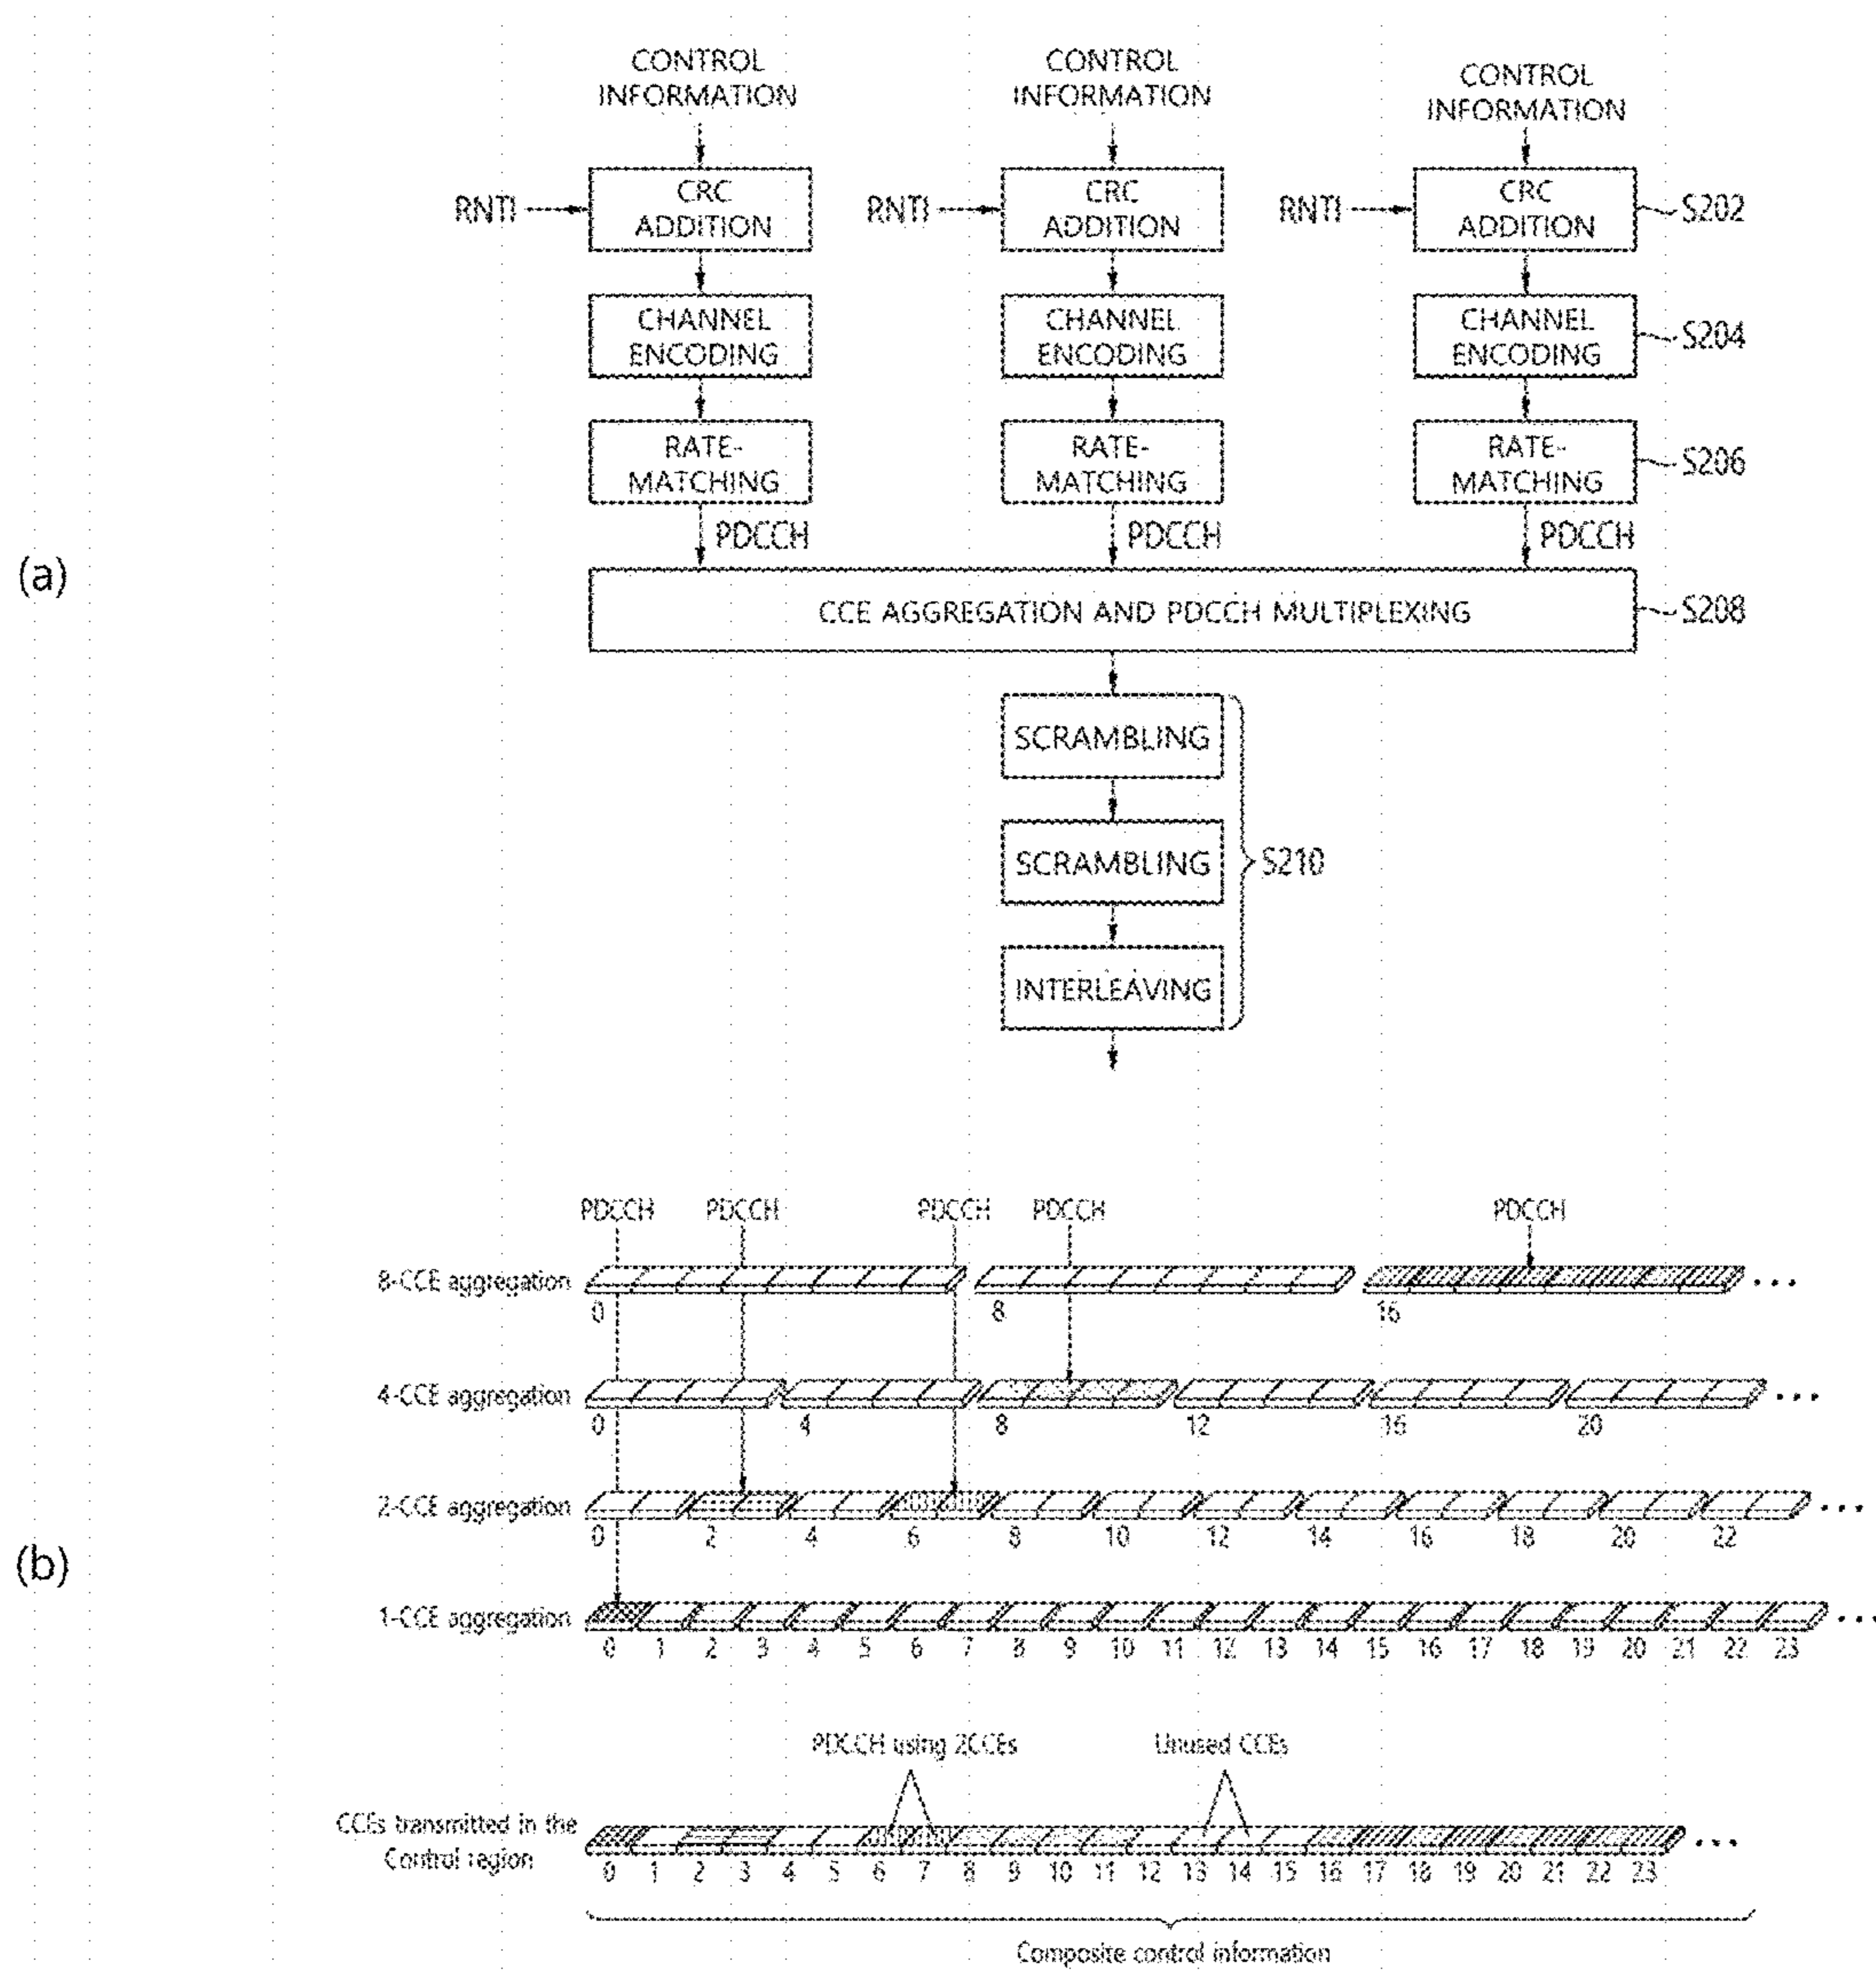 CONTROL INFORMATION
CONTROL INFORMATION
CONTROL INFORMATION
RNTI
CRC ADDITION
RNTI
CRC ADDITION
RNTI
CRC ADDITION
S202
CHANNEL ENCODING
CHANNEL ENCODING
CHANNEL ENCODING
S204
RATE-MATCHING
RATE-MATCHING
RATE-MATCHING
S206
PDCCH
PDCCH
PDCCH
(a)
CCE AGGREGATION AND PDCCH MULTIPLEXING
S208
SCRAMBLING
SCRAMBLING
S210
INTERLEAVING
PDCCH PDCCH PDCCH PDCCH PDCCH
8-CCE aggregation
...
0 8 16
4-CCE aggregation
...
0 4 8 12 16 20
2-CCE aggregation
...
0 2 4 6 8 10 12 14 16 18 20 22
(b)
1-CCE aggregation
...
0 1 2 3 4 5 6 7 8 9 10 11 12 13 14 15 16 17 18 19 20 21 22 23
PDCCH using 2CCEs
Unused CCEs
CCEs transmitted in the
Control region
...
0 1 2 3 4 5 6 7 8 9 10 11 12 13 14 15 16 17 18 19 20 21 22 23
Composite control information